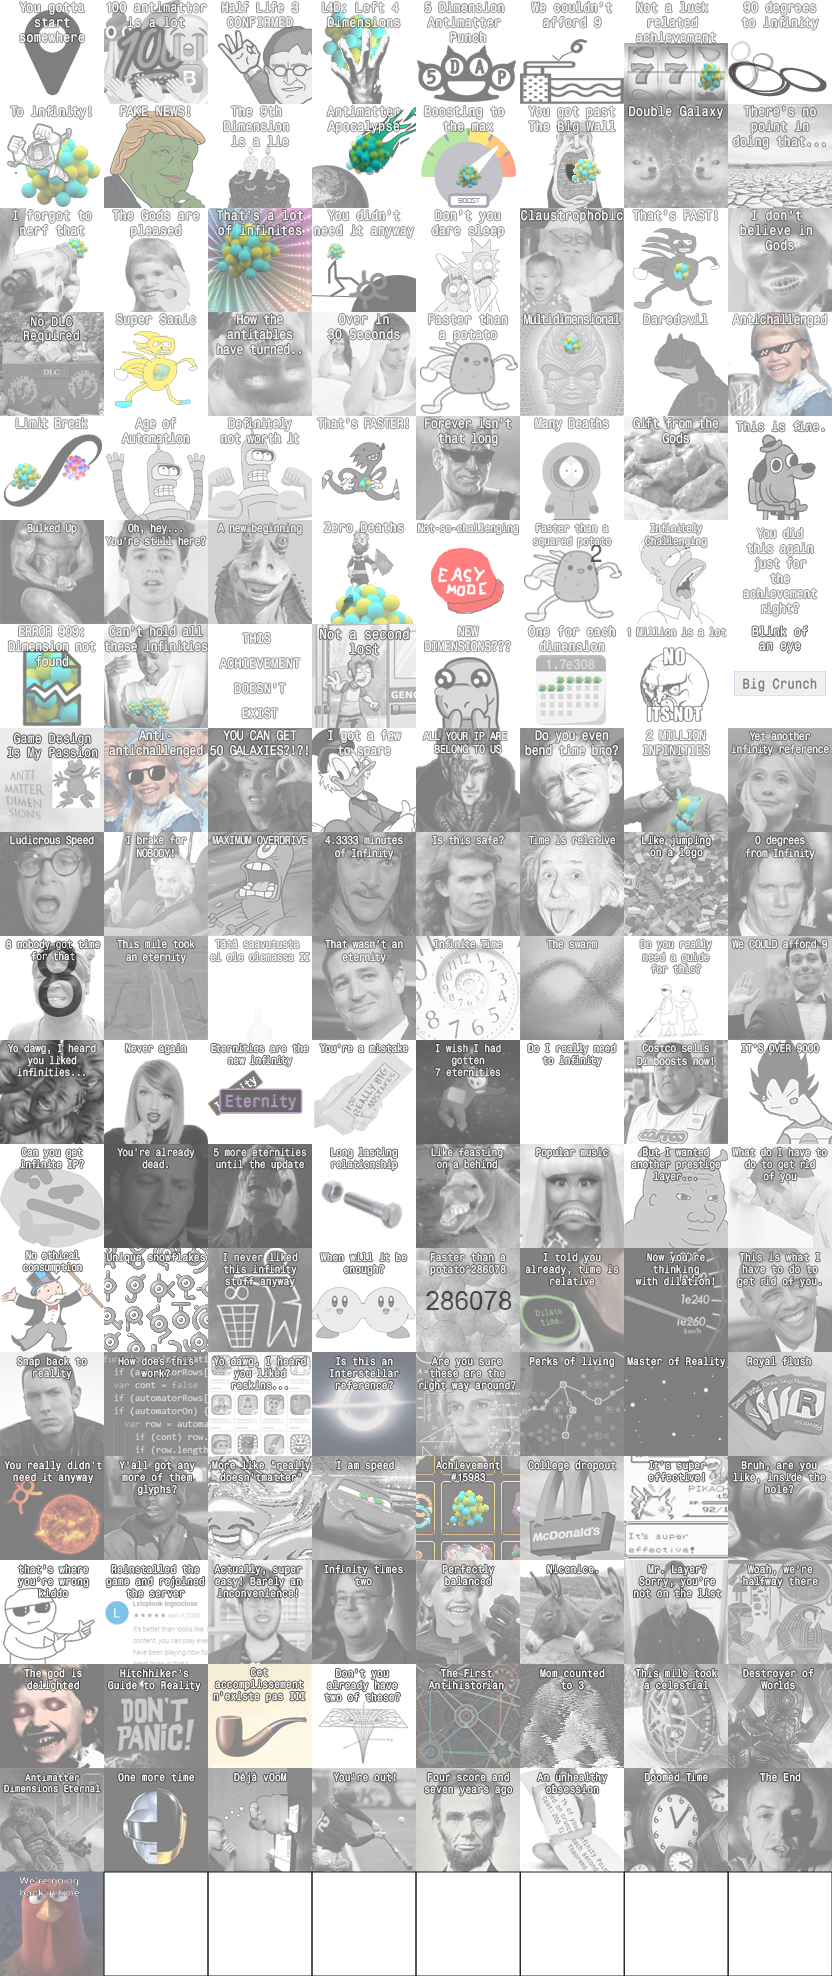 You gotta
start
somewhere
100 antimatter
is a lot
100
B
Half Life 3
CONFIRMED
L4D: Left 4
Dimensions
5 Dimension
Antimatter
Punch
5 D A P
We couldn't
afford 9
6
Not a luck
related
achievement
7 7
90 degrees
to infinity
To infinity!
FAKE NEWS!
The 9th
Dimension
is a lie
Antimatter
Apocalypse
Boosting to
the max
BOOST
You got past
The Big Wall
Double Galaxy
There's no
point in
doing that...
I forgot to
nerf that
The Gods are
pleased
That's a lot
of infinites
You didn't
need it anyway
Don't you
dare sleep
Claustrophobic
That's FAST!
I don't
believe in
Gods
No DLC
Required
DLC
Super Sanic
How the
antitables
have turned..
Over in
30 Seconds
Faster than
a potato
Multidimensional
Daredevil
Antichallenged
Limit Break
Age of
Automation
Definitely
not worth it
That's FASTER!
Forever isn't
that long
Many Deaths
Gift from the
Gods
This is fine.
Bulked Up
Oh, hey...
You're still here?
A new beginning
Zero Deaths
Not-so-challenging
EASY
MODE
Faster than a
squared potato
2
Infinitely
Challenging
You did
this again
just for
the
achievement
right?
ERROR 909:
Dimension not
found
Can't hold all
these infinities
THIS
ACHIEVEMENT
DOESN'T
EXIST
Not a second
lost
GENC
NEW
DIMENSIONS???
One for each
dimension
1.7e308
1 Million is a lot
NO
ITS NOT
Blink of
an eye
Big Crunch
Game Design
Is My Passion
ANTI
MATTER
DIMEN
SIONS
Anti-
antichallenged
YOU CAN GET
50 GALAXIES?!?!
I got a few
to spare
ALL YOUR IP ARE
BELONG TO US
Do you even
bend time bro?
2 MILLION
INFINITIES
Yet another
infinity reference
Ludicrous Speed
I brake for
NOBODY!
MAXIMUM OVERDRIVE
4.3333 minutes
of Infinity
Is this safe?
Time is relative
Like jumping
on a lego
0 degrees
from Infinity
8 nobody got time
for that
8
This mile took
an eternity
Tätä saavutusta
ei ole olemassa II
That wasn't an
eternity
Infinite Time
The swarm
Do you really
need a guide
for this?
We COULD afford 9
Yo dawg, I heard
you liked
infinities...
Never again
Eternities are the
new infinity
Eternity
You're a mistake
FOR
REALLY BIG
MISTAKES
I wish I had
gotten
7 eternities
Do I really need
to infinity
Costco sells
Dimboosts now!
COSTCO
IT'S OVER 9000
Can you get
infinite IP?
You're already
dead.
5 more eternities
until the update
Long lasting
relationship
Like feasting
on a behind
Popular music
But I wanted
another prestige
layer...
What do I have to
do to get rid
of you
No ethical
consumption
Unique snowflakes
I never liked
this infinity
stuff anyway
When will it be
enough?
Faster than a
potato^286078
286078
I told you
already, time is
relative
Dilate
time.
Now you're
thinking
with dilation!
1e240
1e260
km/h
This is what I
have to do to
get rid of you.
Snap back to
reality
How does this
work?
if (automatorRows[
var cont = false
if (automatorRows[
if (automatorOn) {
var row = automa
if (cont) row.
if (row.length
Yo dawg, I heard
you liked
reskins...
Is this an
Interstellar
reference?
Are you sure
these are the
right way around?
Perks of living
Master of Reality
Royal flush
R
Reverse
You really didn't
need it anyway
Y'all got any
more of them
glyphs?
More like "really
doesn"tmatter"
I am speed
Achievement
#15983
College dropout
McDonald's
It's super
effective!
PIKACH
92/1
It's super
effective!
Bruh, are you
like, inside the
hole?
that's where
you're wrong
kiddo
Reinstalled the
game and rejoined
the server
L
Lstoplook Ingsoclose
It's better than looks like.
content, you can play eve
have been playing now fo
Actually, super
easy! Barely an
inconvenience!
Infinity times
two
Perfectly
balanced
Nicenice.
Mr. Layer?
Sorry, you're
not on the list
Woah, we're
halfway there
The god is
delighted
Hitchhiker's
Guide to Reality
DON'T
PANIC!
Cet
accomplissement
n'existe pas III
Don't you
already have
two of these?
The First
Antihistorian
Mom counted
to 3
This mile took
a celestial
Destroyer of
Worlds
Antimatter
Dimensions Eternal
One more time
Déjà vOoM
You're out!
Four score and
seven years ago
An unhealthy
obsession
Doomed Time
The End
We're going
back in time